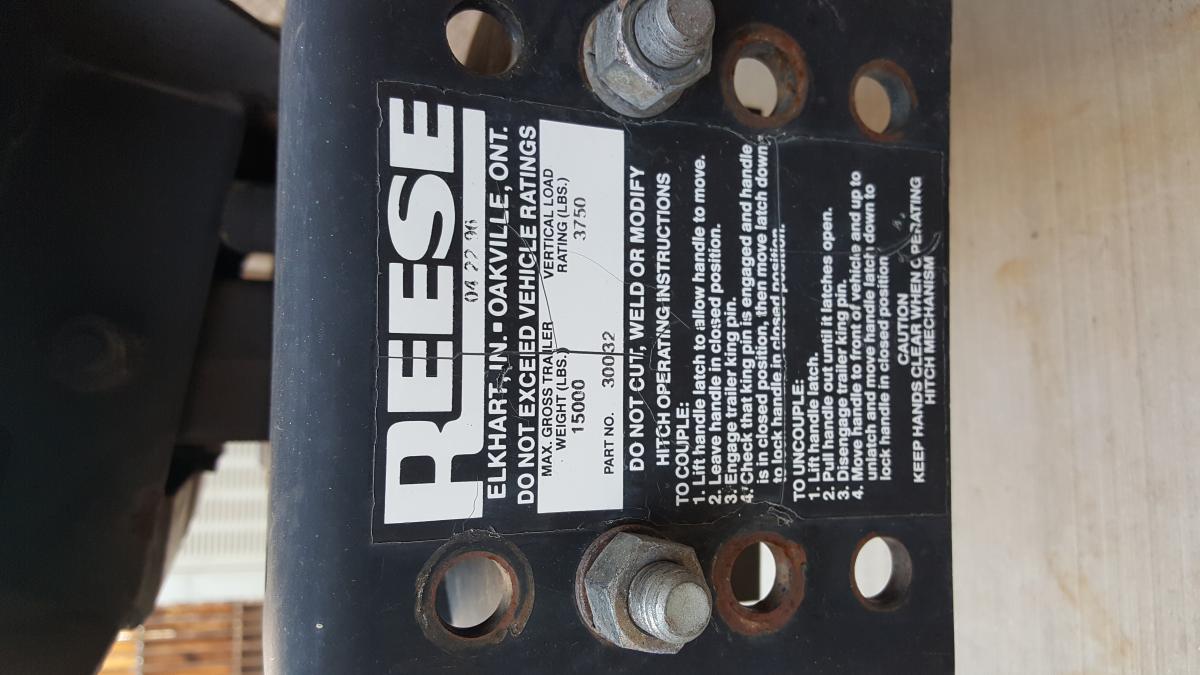 REESE
04 22 96
ELKHART, IN. ▪ OAKVILLE, ONT.
DO NOT EXCEED VEHICLE RATINGS
MAX. GROSS TRAILER
WEIGHT (LBS.)
15000
VERTICAL LOAD
RATING (LBS.)
3750
PART NO. 30032
DO NOT CUT, WELD OR MODIFY
HITCH OPERATING INSTRUCTIONS
TO COUPLE:
1. Lift handle latch to allow handle to move.
2. Leave handle in closed position.
3. Engage trailer king pin.
4. Check that king pin is engaged and handle
is in closed position, then move latch down
to lock handle in closed position.
TO UNCOUPLE:
1. Lift handle latch.
2. Pull handle out until it latches open.
3. Disengage trailer king pin.
4. Move handle to front of vehicle and up to
unlatch and move handle latch down to
lock handle in closed position
CAUTION
KEEP HANDS CLEAR WHEN OPERATING
HITCH MECHANISM